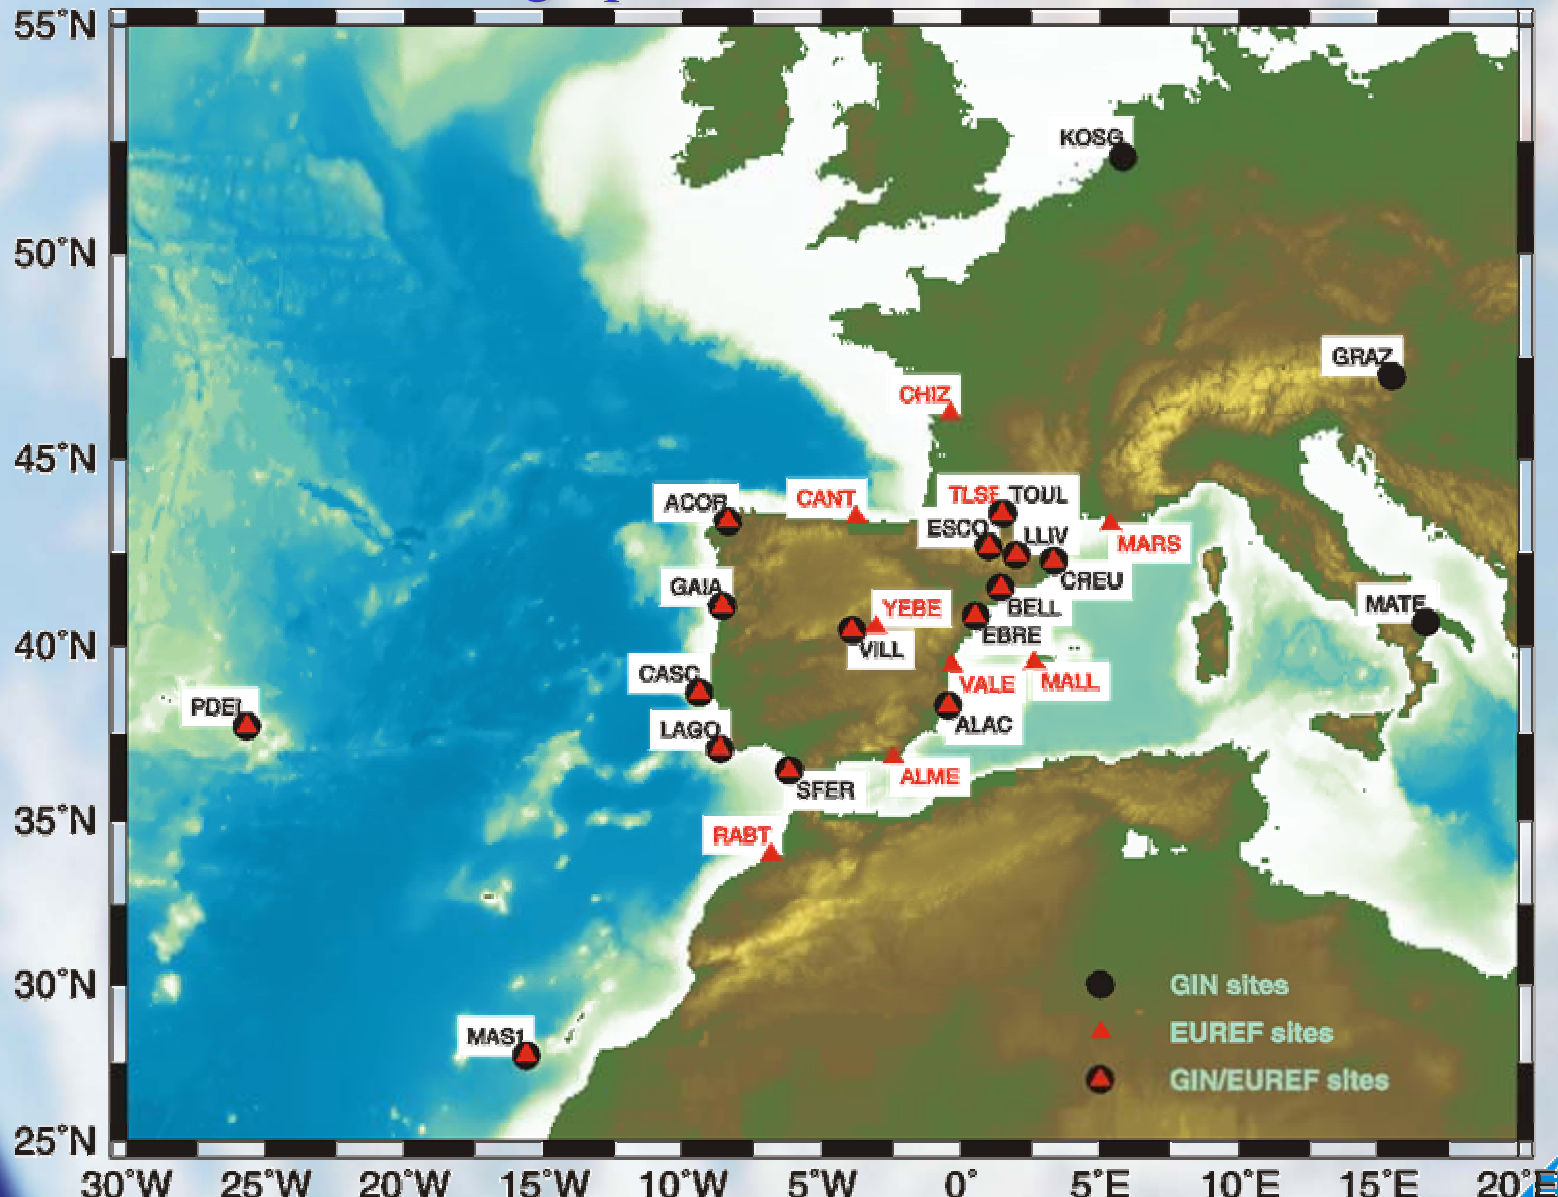 55°N
50°N
45°N
40°N
35°N
30°N
25°N
KOSG
GRAZ
CHIZ
TLSE TOUL
ACOR
CANT
ESCO
LLIV
MARS
CREU
GAIA
YEBE
BELL
MATE
EBRE
VILL
CASC
VALE
MALL
PDEL
ALAC
LAGO
ALME
SFER
RABT
MAS1
GIN sites
EUREF sites
GIN/EUREF sites
30°W 25°W 20°W 15°W 10°W 5°W 0° 5°E 10°E 15°E 20°E